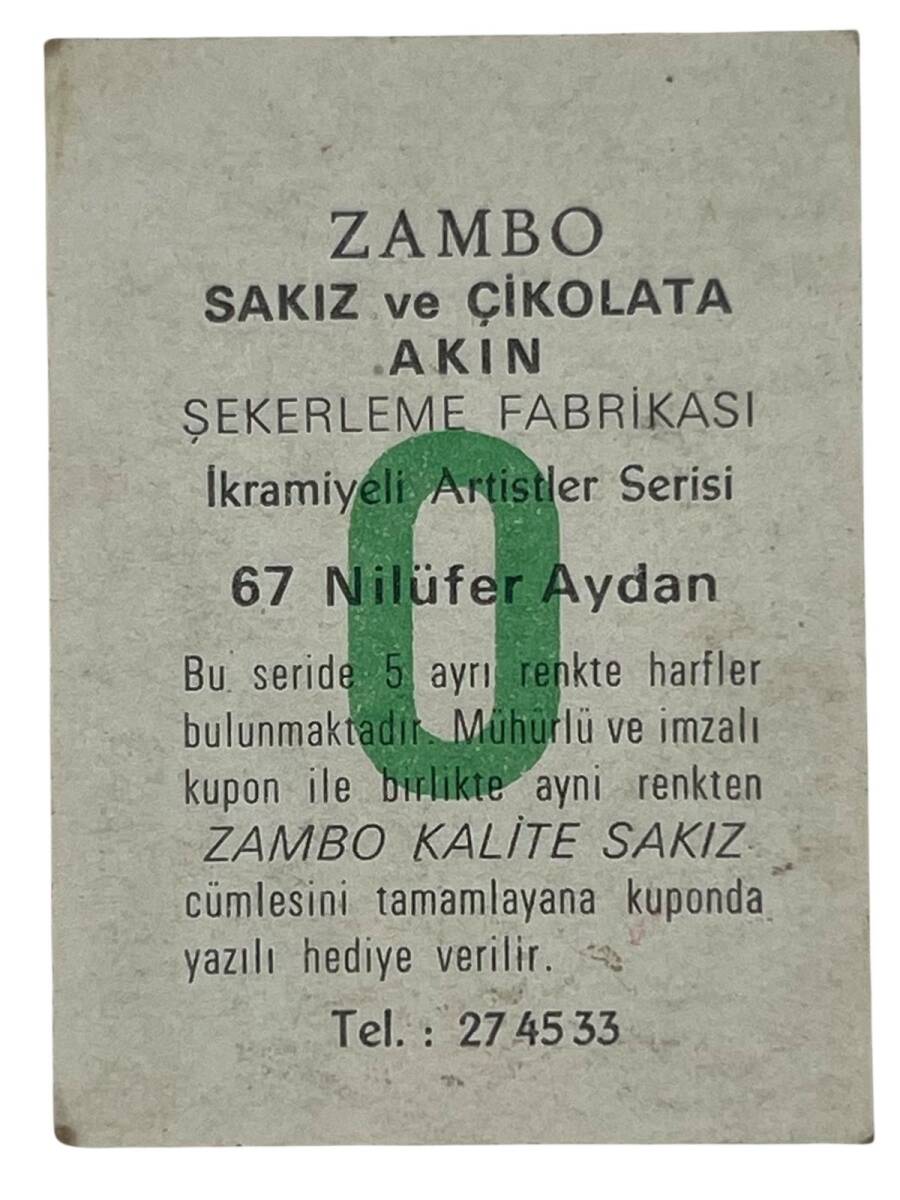 ZAMBO
SAKIZ ve ÇİKOLATA
AKIN
ŞEKERLEME FABRİKASI
İkramiyeli Artistler Serisi
O
67 Nilüfer Aydan
Bu seride 5 ayrı renkte harfler
bulunmaktadır. Mühürlü ve imzalı
kupon ile birlikte ayni renkten
ZAMBO KALİTE SAKIZ
cümlesini tamamlayana kuponda
yazılı hediye verilir.
Tel. : 27 45 33